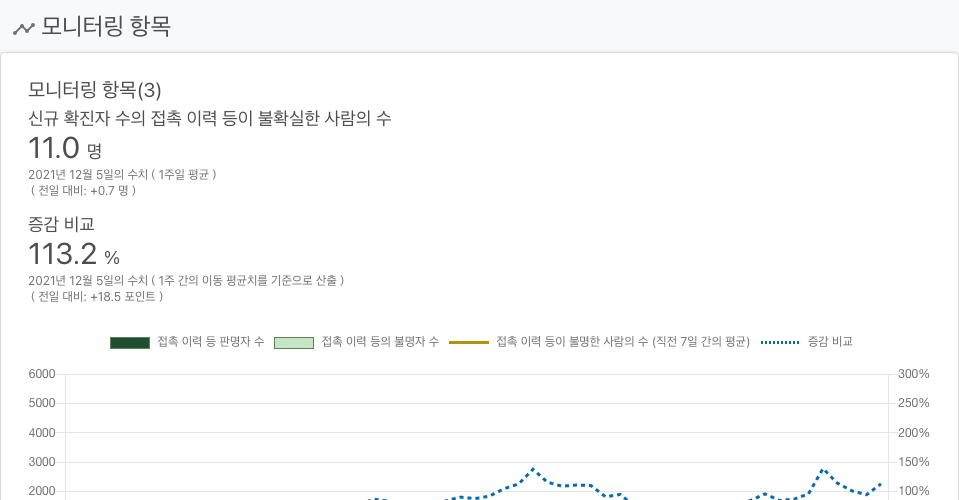 모니터링 항목
모니터링 항목(3)
신규 확진자 수의 접촉 이력 등이 불확실한 사람의 수
11.0 명
2021년 12월 5일의 수치 ( 1주일 평균 )
( 전일 대비: +0.7 명 )
증감 비교
113.2 %
2021년 12월 5일의 수치 ( 1주 간의 이동 평균치를 기준으로 산출 )
( 전일 대비: +18.5 포인트 )
접촉 이력 등 판명자 수 접촉 이력 등의 불명자 수 접촉 이력 등이 불명한 사람의 수 (직전 7일 간의 평균) 증감 비교
6000 300%
5000 250%
4000 200%
3000 150%
2000 100%